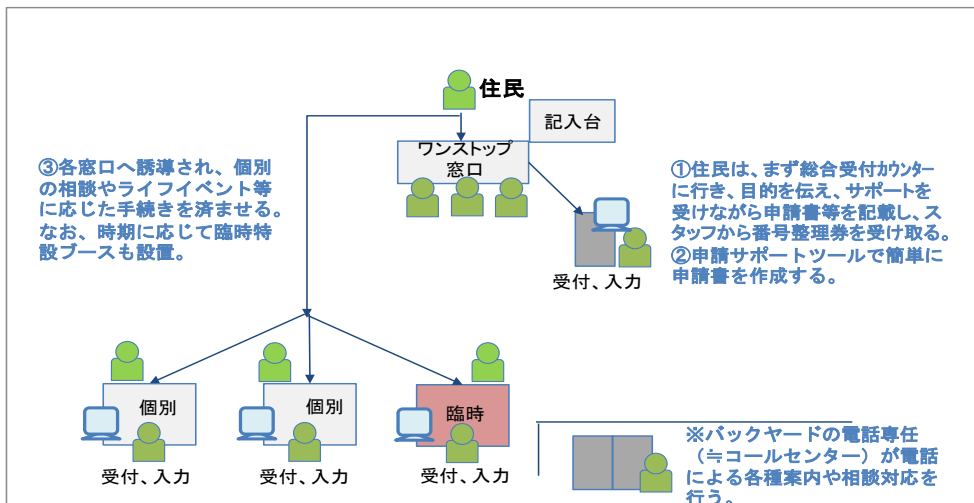 住民
記入台
ワンストップ
窓口
③各窓口へ誘導され、個別
の相談やライフイベント等
に応じた手続きを済ませる。
なお、時期に応じて臨時特
設ブースも設置。
①住民は、まず総合受付カウンター
に行き、目的を伝え、サポートを
受けながら申請書等を記載し、ス
タッフから番号整理券を受け取る。
②申請サポートツールで簡単に
申請書を作成する。
受付、入力
個別
個別
臨時
受付、入力
受付、入力
受付、入力
※バックヤードの電話専任
（≒コールセンター）が電話
による各種案内や相談対応を
行う。